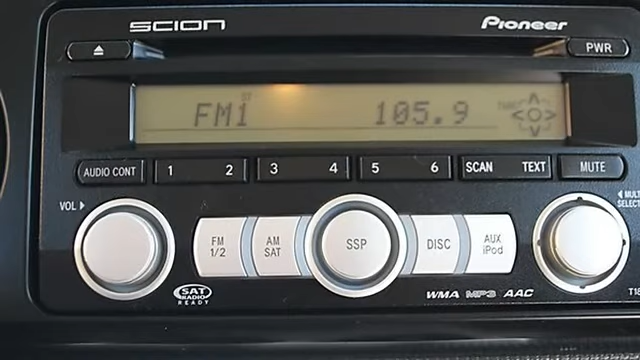 SCION Pioneer
PWR
ST
FM1 105.9
AUDIO CONT 1 2 3 4 5 6 SCAN TEXT MUTE
VOL
FM 1/2 AM SAT SSP DISC AUX iPod
SAT RADIO READY
WMA MP3 AAC